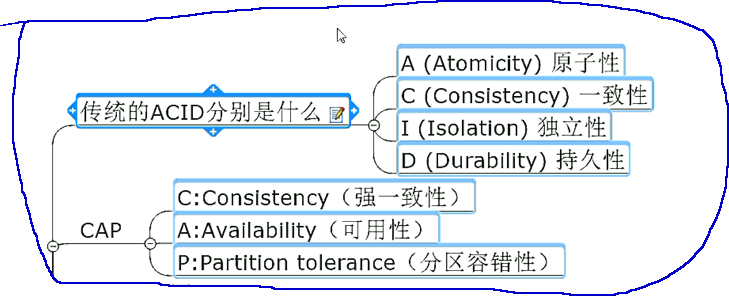 传统的ACID分别是什么
A (Atomicity) 原子性
C (Consistency) 一致性
I (Isolation) 独立性
D (Durability) 持久性
CAP
C:Consistency（强一致性）
A:Availability（可用性）
P:Partition tolerance（分区容错性）